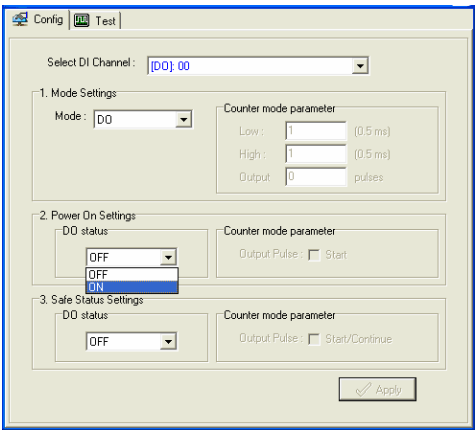 Config Test
Select DI Channel : [DO]: 00
1. Mode Settings
Mode : DO
Counter mode parameter
Low : 1 (0.5 ms)
High : 1 (0.5 ms)
Output 0 pulses
2. Power On Settings
DO status
OFF
OFF
ON
Counter mode parameter
Output Pulse : Start
3. Safe Status Settings
DO status
OFF
Counter mode parameter
Output Pulse : Start/Continue
Apply